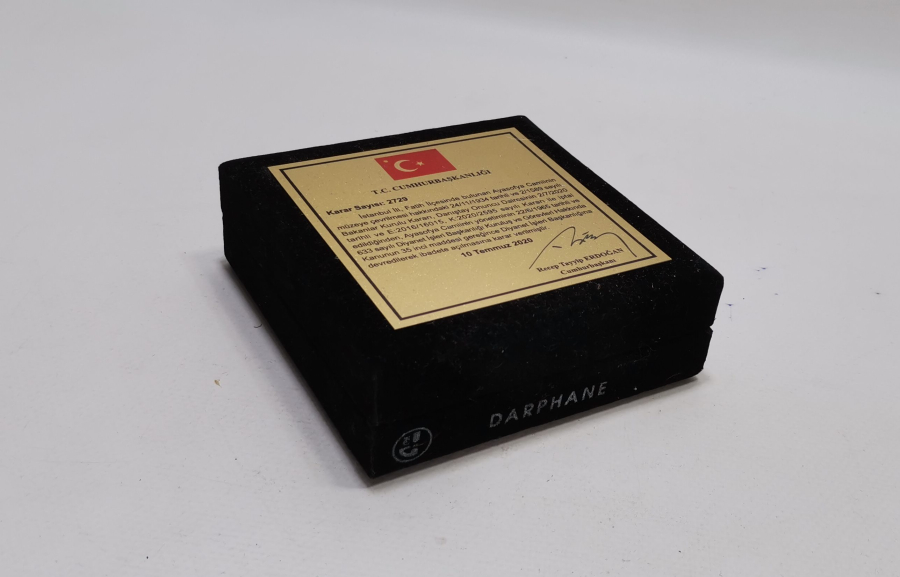 T.C. CUMHURBAŞKANLIĞI
Karar Sayısı: 2729
İstanbul İli, Fatih İlçesinde bulunan Ayasofya Camiinin
müzeye çevrilmesi hakkındaki 24/11/1934 tarihli ve 2/1589 sayılı
Bakanlar Kurulu Kararı, Danıştay Onuncu Dairesinin 2/7/2020
tarihli ve E:2016/16015, K:2020/2595 sayılı Kararı ile iptal
edildiğinden, Ayasofya Camiinin yönetiminin 22/6/1965 tarihli ve
633 sayılı Diyanet İşleri Başkanlığı Kuruluş ve Görevleri Hakkında
Kanunun 35 inci maddesi gereğince Diyanet İşleri Başkanlığına
devredilerek ibadete açılmasına karar verilmiştir.
10 Temmuz 2020
Recep Tayyip ERDOĞAN
Cumhurbaşkanı
DARPHANE